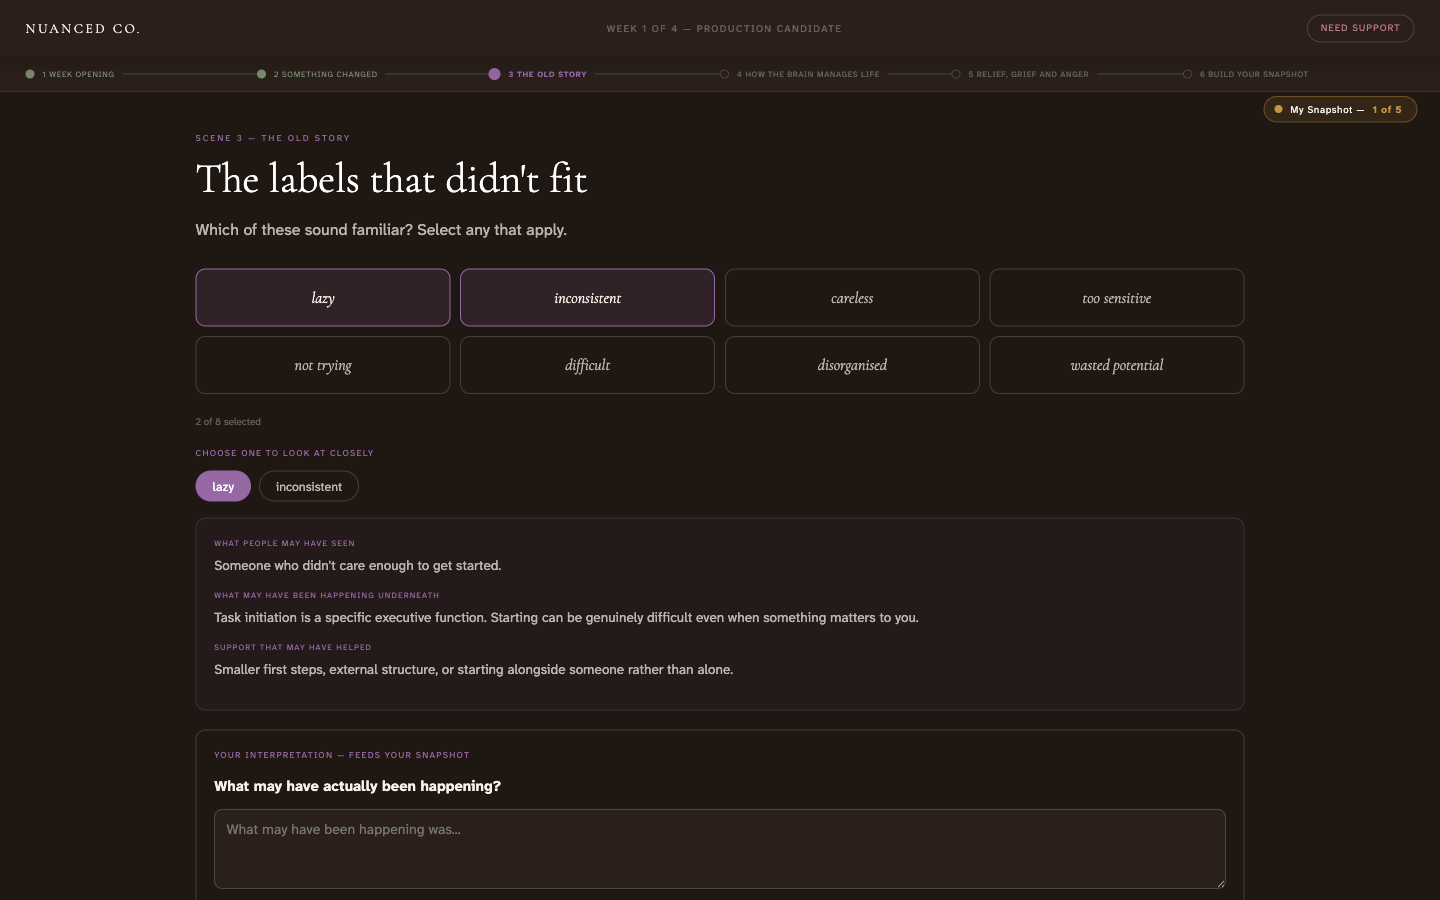 NUANCED CO.
WEEK 1 OF 4 — PRODUCTION CANDIDATE
NEED SUPPORT
1 WEEK OPENING
2 SOMETHING CHANGED
3 THE OLD STORY
4 HOW THE BRAIN MANAGES LIFE
5 RELIEF, GRIEF AND ANGER
6 BUILD YOUR SNAPSHOT
My Snapshot — 1 of 5
SCENE 3 — THE OLD STORY
The labels that didn't fit
Which of these sound familiar? Select any that apply.
lazy
inconsistent
careless
too sensitive
not trying
difficult
disorganised
wasted potential
2 of 8 selected
CHOOSE ONE TO LOOK AT CLOSELY
lazy
inconsistent
WHAT PEOPLE MAY HAVE SEEN
Someone who didn't care enough to get started.
WHAT MAY HAVE BEEN HAPPENING UNDERNEATH
Task initiation is a specific executive function. Starting can be genuinely difficult even when something matters to you.
SUPPORT THAT MAY HAVE HELPED
Smaller first steps, external structure, or starting alongside someone rather than alone.
YOUR INTERPRETATION — FEEDS YOUR SNAPSHOT
What may have actually been happening?
What may have been happening was...